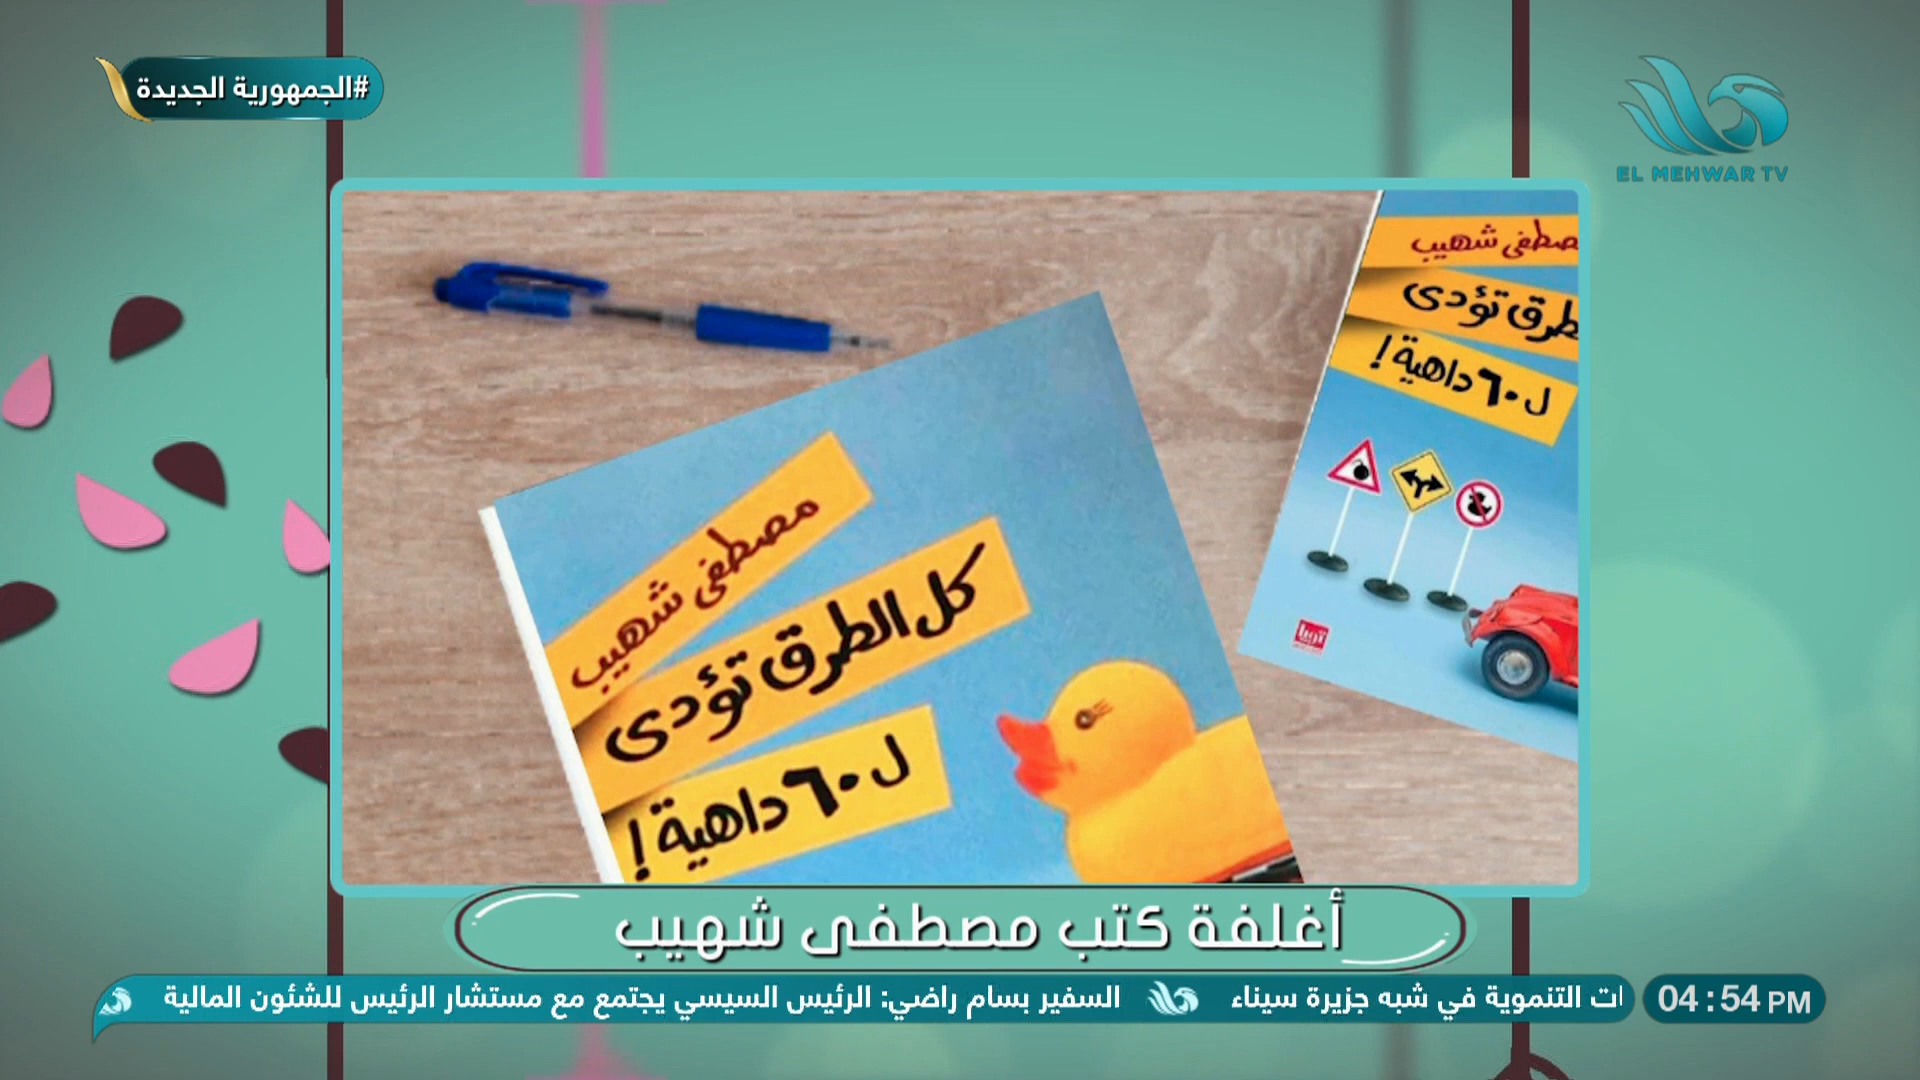 #الجمهورية الجديدة
EL MEHWAR TV
مصطفى شهيب
كل الطرق تؤدى
ل ٦٠ داهية !
صطفى شهيب
طرق تؤدى
ل ٦٠ داهية !
تويا
أغلفة كتب مصطفى شهيب
ات التنموية في شبه جزيرة سيناء
السفير بسام راضي: الرئيس السيسي يجتمع مع مستشار الرئيس للشئون المالية
04:54 PM